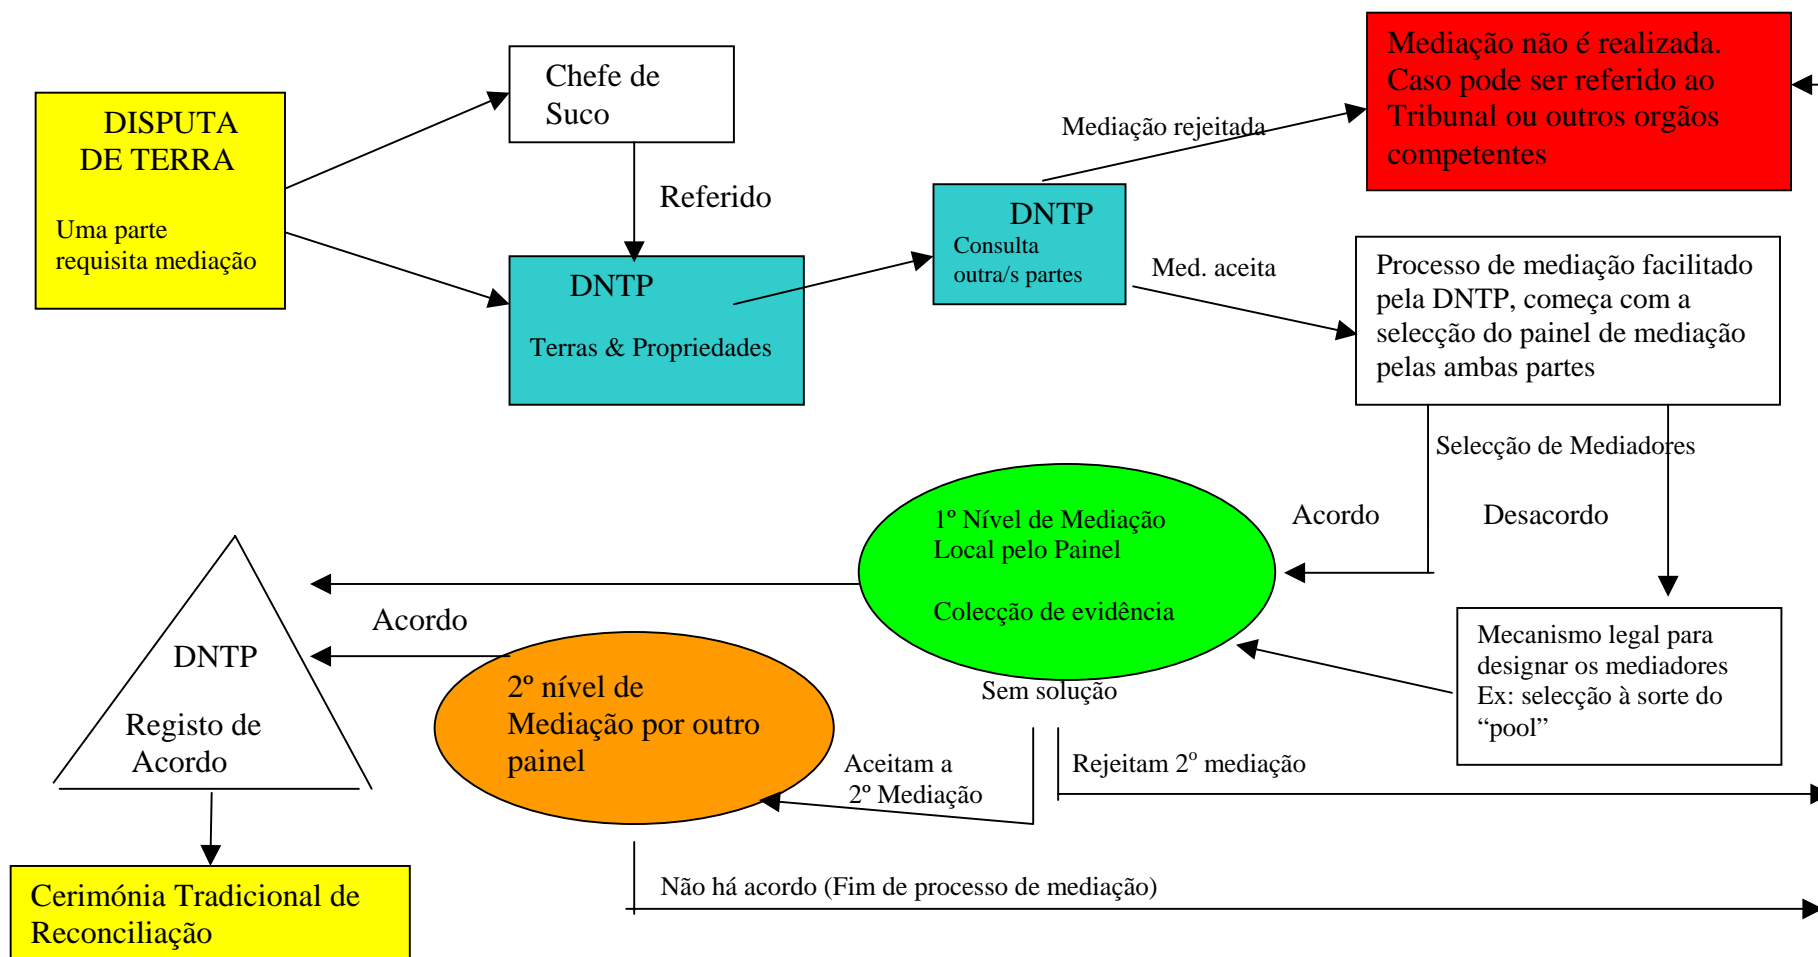 DISPUTA
DE TERRA
Uma parte
requisita mediação
Chefe de
Suco
Referido
DNTP
Terras & Propriedades
DNTP
Consulta
outra/s partes
Mediação rejeitada
Mediação não é realizada.
Caso pode ser referido ao
Tribunal ou outros orgãos
competentes
Med. aceita
Processo de mediação facilitado
pela DNTP, começa com a
selecção do painel de mediação
pelas ambas partes
Selecção de Mediadores
Acordo
Desacordo
1º Nível de Mediação
Local pelo Painel
Colecção de evidência
Mecanismo legal para
designar os mediadores
Ex: selecção à sorte do
“pool”
Sem solução
Aceitam a
2º Mediação
Rejeitam 2º mediação
2º nível de
Mediação por outro
painel
Acordo
DNTP
Registo de
Acordo
Não há acordo (Fim de processo de mediação)
Cerimónia Tradicional de
Reconciliação